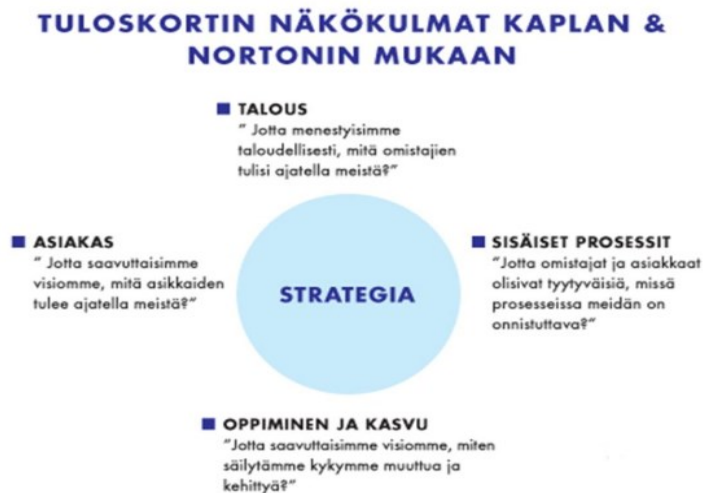 TULOSKORTIN NÄKÖKULMAT KAPLAN &
NORTONIN MUKAAN
TALOUS
" Jotta menestyisimme
taloudellisesti, mitä omistajien
tulisi ajatella meistä?"
ASIAKAS
" Jotta saavuttaisimme
visiomme, mitä asikkaiden
tulee ajatella meistä?"
STRATEGIA
SISÄISET PROSESSIT
"Jotta omistajat ja asiakkaat
olisivat tyytyväisiä, missä
prosesseissa meidän on
onnistuttava?"
OPPIMINEN JA KASVU
"Jotta saavuttaisimme visiomme, miten
säilytämme kykymme muuttua ja
kehittyä?"